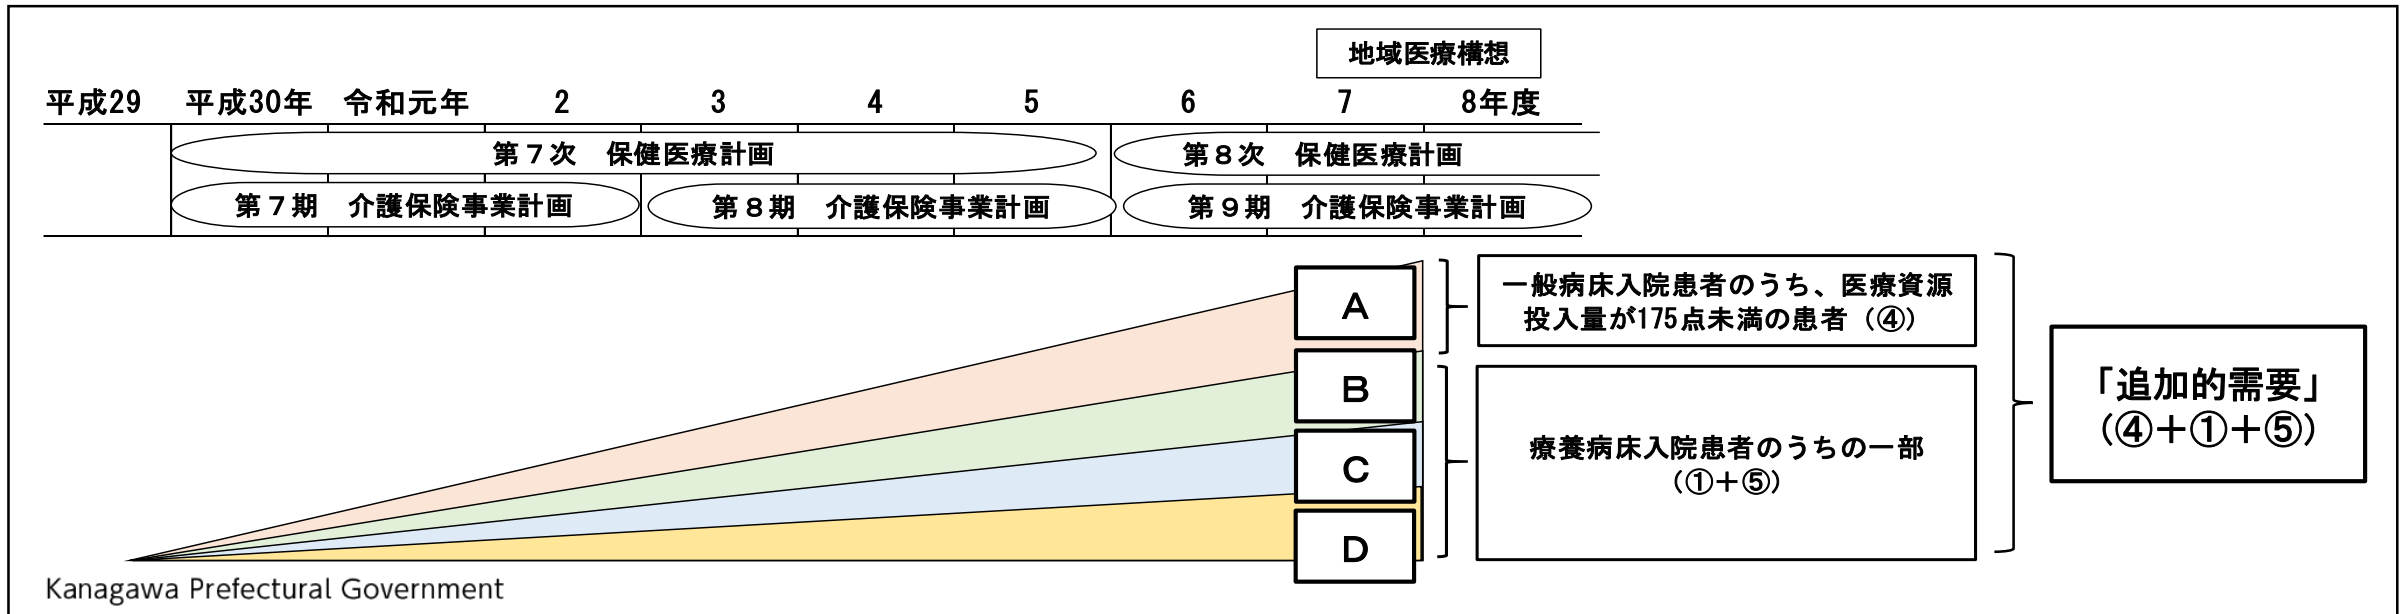 地域医療構想
平成29 平成30年 令和元年 2 3 4 5 6 7 8年度
第７次　保健医療計画 第８次　保健医療計画
第７期　介護保険事業計画 第８期　介護保険事業計画 第９期　介護保険事業計画
A
B
C
D
一般病床入院患者のうち、医療資源
投入量が175点未満の患者（④）
療養病床入院患者のうちの一部
（①＋⑤）
「追加的需要」
（④＋①＋⑤）
Kanagawa Prefectural Government